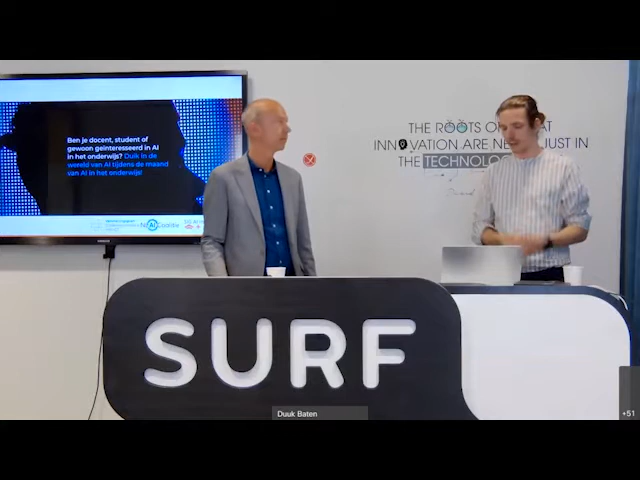 Ben je docent, student of
gewoon geïnteresseerd in AI
in het onderwijs? Duik in de
wereld van AI tijdens de maand
van AI in het onderwijs!
THE ROOTS OF
INNOVATION ARE JUST IN
THE TECHNOLOG
SURF
Duuk Baten
+51